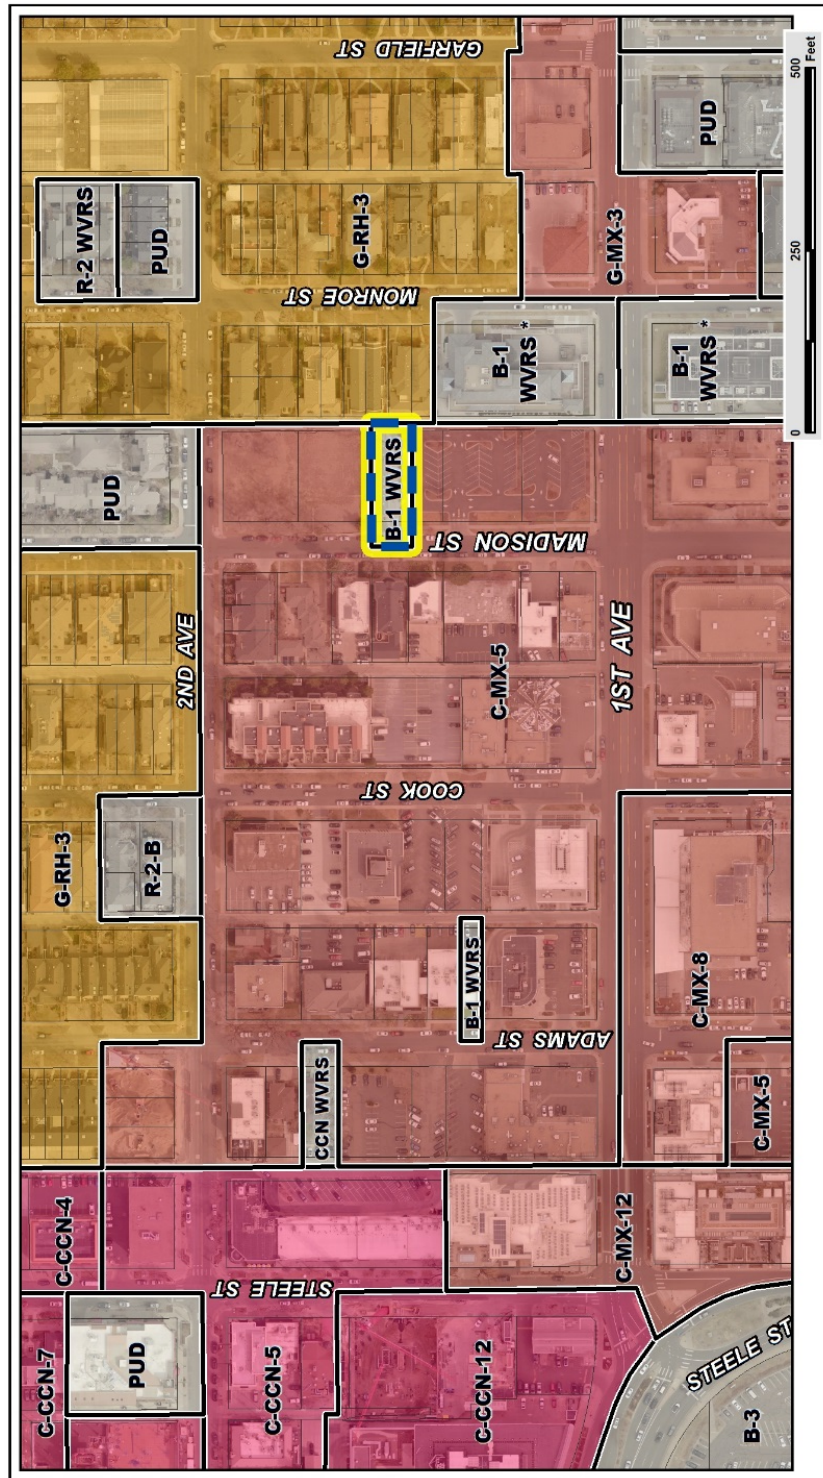 C-CCN-7
C-CCN-4
G-RH-3
R-2 WVRS
PUD
PUD
R-2-B
PUD
2ND AVE
C-CCN-5
STEELE ST
CCN WVRS
MONROE ST
G-RH-3
GARFIELD ST
B-1 WVRS
COOK ST
C-CCN-12
B-1 WVRS
C-MX-5
MADISON ST
B-1
WVRS *
ADAMS ST
C-MX-12
1ST AVE
G-MX-3
C-MX-8
B-1
WVRS *
PUD
STEELE ST
B-3
C-MX-5
0 250 500
Feet